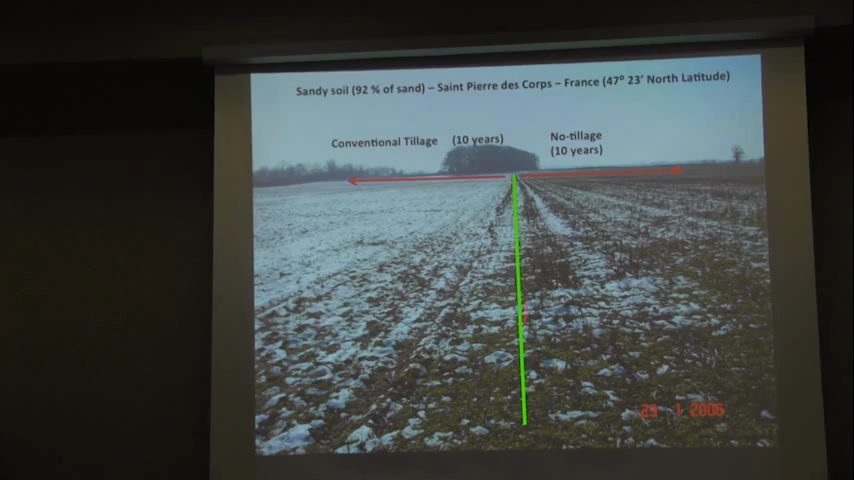 Sandy soil (92 % of sand) – Saint Pierre des Corps – France (47° 23' North Latitude)
Conventional Tillage (10 years)
No-tillage
(10 years)
29 1 2006